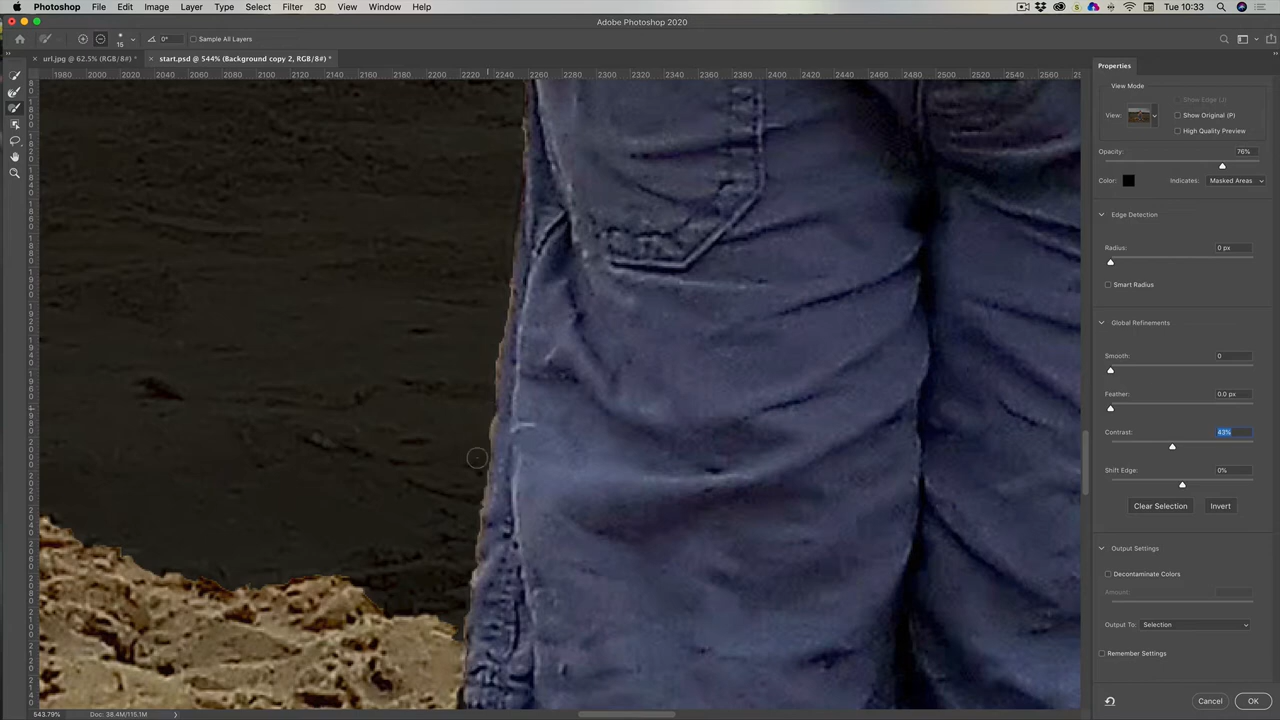 Photoshop File Edit Image Layer Type Select Filter 3D View Window Help
Tue 10:33
Adobe Photoshop 2020
15
0°
Sample All Layers
url.jpg @ 62.5% (RGB/8#) *
start.psd @ 544% (Background copy 2, RGB/8#) *
1980 2000 2020 2040 2060 2080 2100 2120 2140 2160 2180 2200 2220 2240 2260 2280 2300 2320 2340 2360 2380 2400 2420 2440 2460 2480 2500 2520 2540 2560
Properties
View Mode
View:
Show Edge (J)
Show Original (P)
High Quality Preview
Opacity: 76%
Color:
Indicates: Masked Areas
Edge Detection
Radius: 0 px
Smart Radius
Global Refinements
Smooth: 0
Feather: 0.0 px
Contrast: 43%
Shift Edge: 0%
Clear Selection
Invert
Output Settings
Decontaminate Colors
Amount:
Output To: Selection
Remember Settings
Cancel
OK
543.79%
Doc: 38.4M/115.1M